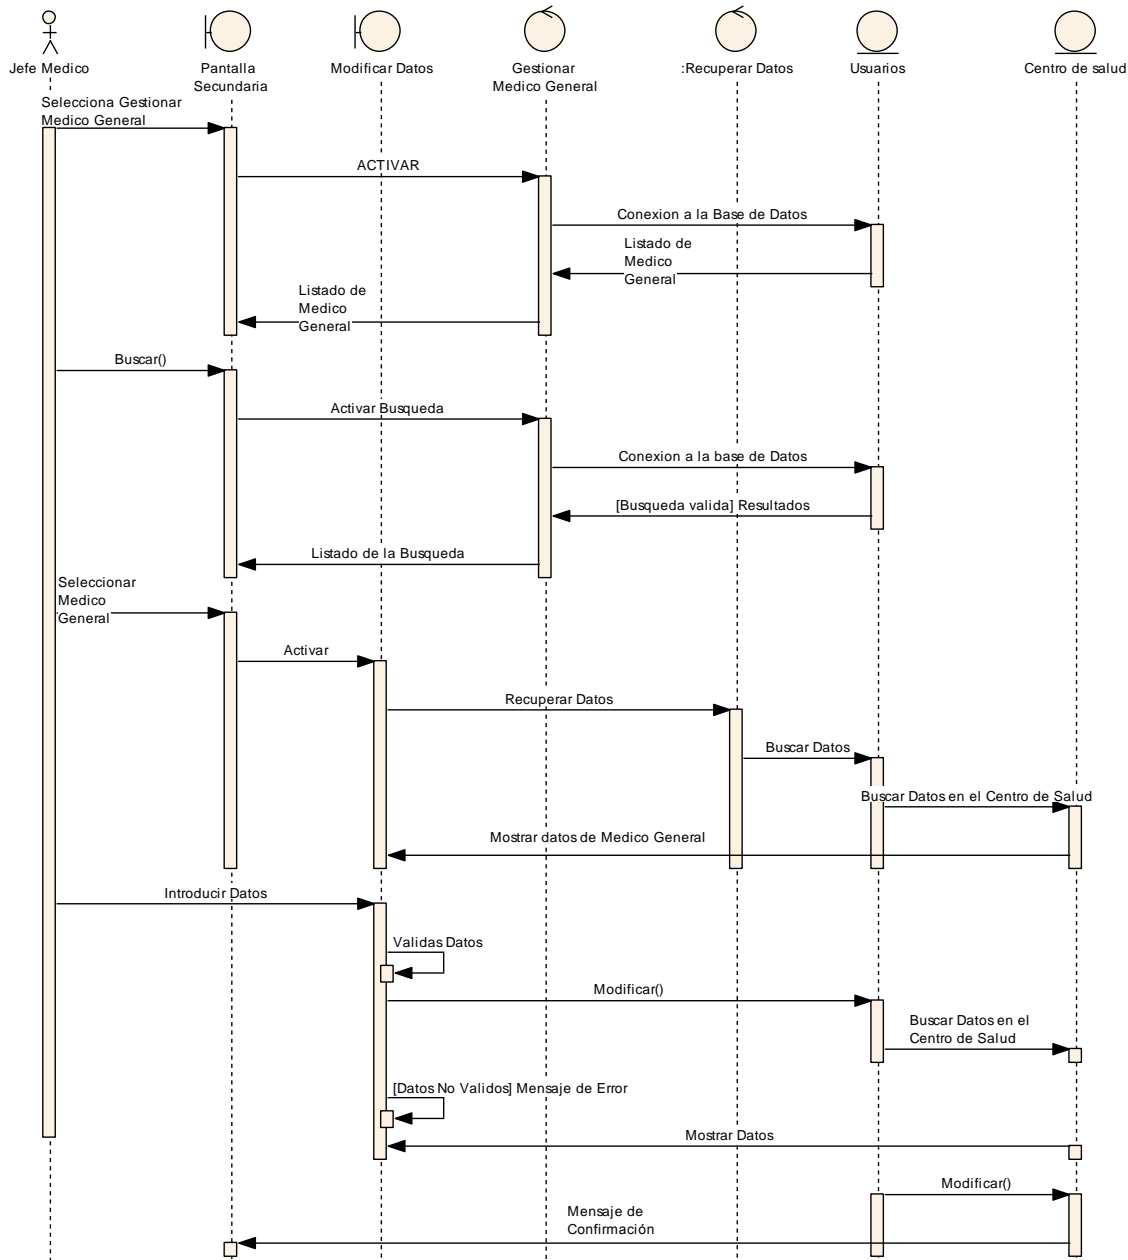 Jefe Medico
Pantalla
Secundaria
Modificar Datos
Gestionar
Medico General
:Recuperar Datos
Usuarios
Centro de salud
Selecciona Gestionar
Medico General
ACTIVAR
Conexion a la Base de Datos
Listado de
Medico
General
Listado de
Medico
General
Buscar()
Activar Busqueda
Conexion a la base de Datos
[Busqueda valida] Resultados
Listado de la Busqueda
Seleccionar
Medico
General
Activar
Recuperar Datos
Buscar Datos
Buscar Datos en el Centro de Salud
Mostrar datos de Medico General
Introducir Datos
Validas Datos
Modificar()
Buscar Datos en el
Centro de Salud
[Datos No Validos] Mensaje de Error
Mostrar Datos
Modificar()
Mensaje de
Confirmación